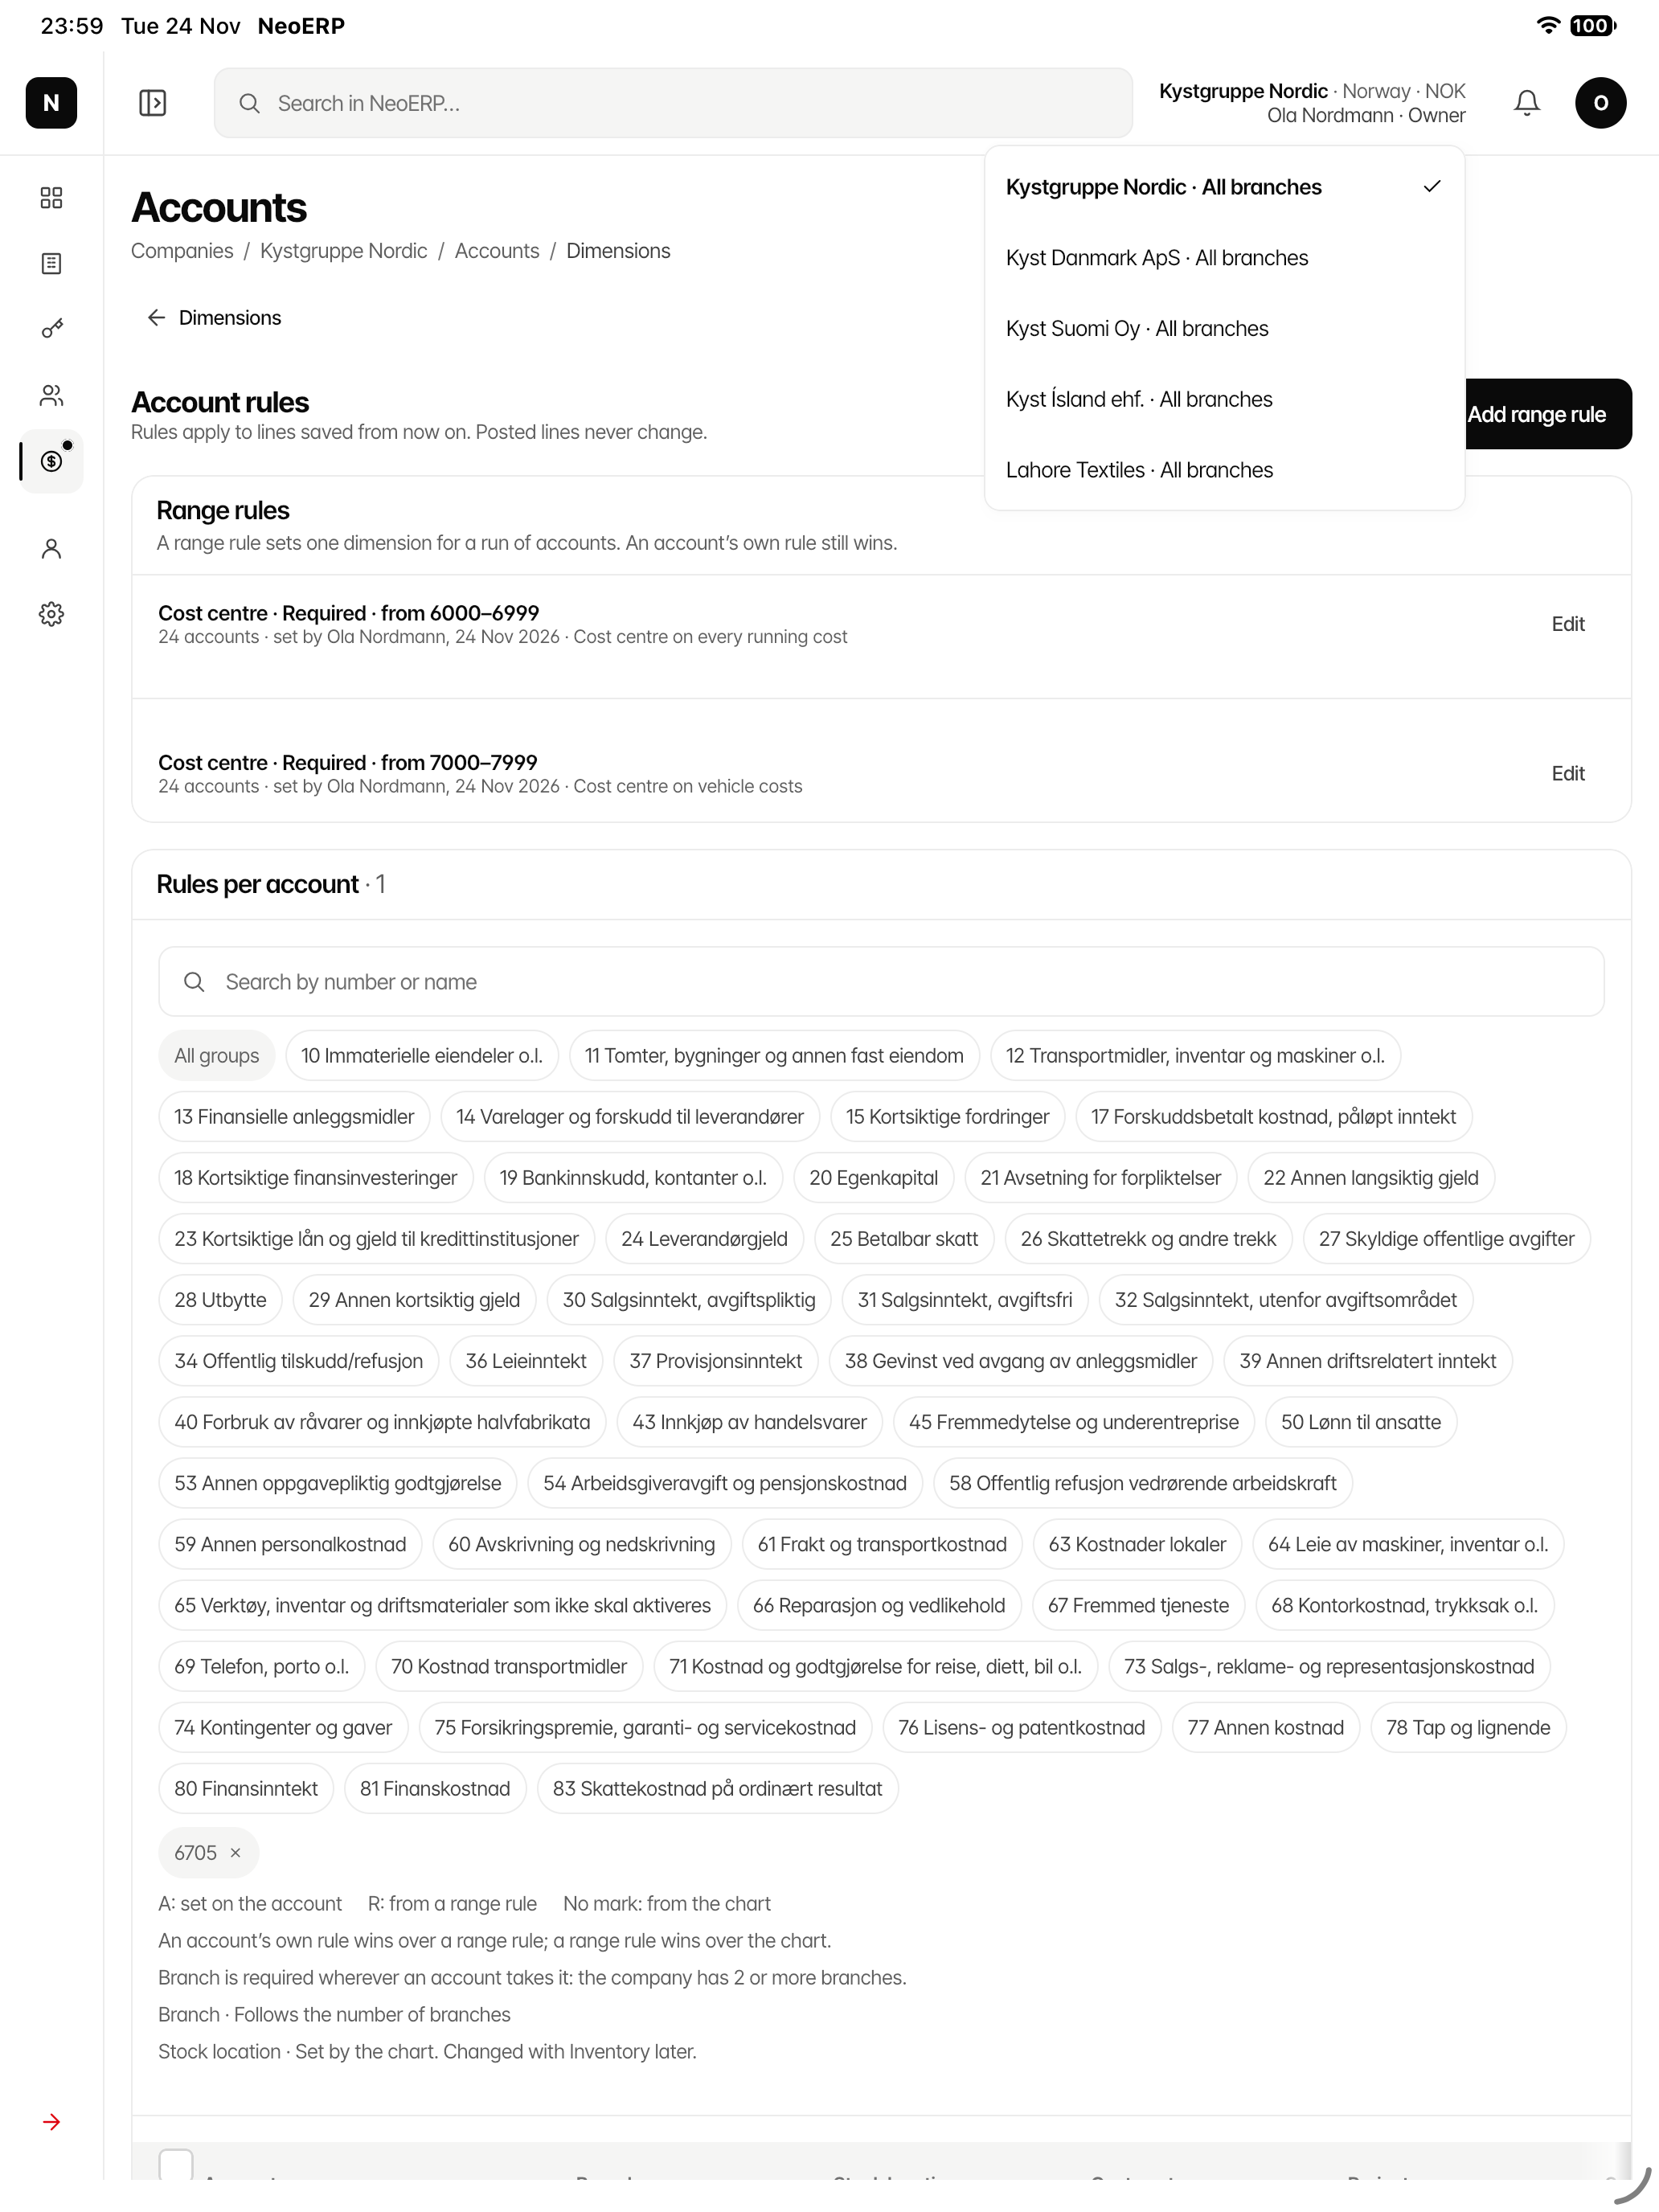 23:59 Tue 24 Nov NeoERP
100
N
Search in NeoERP...
Kystgruppe Nordic · Norway · NOK
Ola Nordmann · Owner
O
Kystgruppe Nordic · All branches
Kyst Danmark ApS · All branches
Kyst Suomi Oy · All branches
Kyst Ísland ehf. · All branches
Lahore Textiles · All branches
Accounts
Companies / Kystgruppe Nordic / Accounts / Dimensions
Dimensions
Account rules
Rules apply to lines saved from now on. Posted lines never change.
Add range rule
Range rules
A range rule sets one dimension for a run of accounts. An account’s own rule still wins.
Cost centre · Required · from 6000–6999
24 accounts · set by Ola Nordmann, 24 Nov 2026 · Cost centre on every running cost
Edit
Cost centre · Required · from 7000–7999
24 accounts · set by Ola Nordmann, 24 Nov 2026 · Cost centre on vehicle costs
Edit
Rules per account · 1
Search by number or name
All groups 10 Immaterielle eiendeler o.l. 11 Tomter, bygninger og annen fast eiendom 12 Transportmidler, inventar og maskiner o.l.
13 Finansielle anleggsmidler 14 Varelager og forskudd til leverandører 15 Kortsiktige fordringer 17 Forskuddsbetalt kostnad, påløpt inntekt
18 Kortsiktige finansinvesteringer 19 Bankinnskudd, kontanter o.l. 20 Egenkapital 21 Avsetning for forpliktelser 22 Annen langsiktig gjeld
23 Kortsiktige lån og gjeld til kredittinstitusjoner 24 Leverandørgjeld 25 Betalbar skatt 26 Skattetrekk og andre trekk 27 Skyldige offentlige avgifter
28 Utbytte 29 Annen kortsiktig gjeld 30 Salgsinntekt, avgiftspliktig 31 Salgsinntekt, avgiftsfri 32 Salgsinntekt, utenfor avgiftsområdet
34 Offentlig tilskudd/refusjon 36 Leieinntekt 37 Provisjonsinntekt 38 Gevinst ved avgang av anleggsmidler 39 Annen driftsrelatert inntekt
40 Forbruk av råvarer og innkjøpte halvfabrikata 43 Innkjøp av handelsvarer 45 Fremmedytelse og underentreprise 50 Lønn til ansatte
53 Annen oppgavepliktig godtgjørelse 54 Arbeidsgiveravgift og pensjonskostnad 58 Offentlig refusjon vedrørende arbeidskraft
59 Annen personalkostnad 60 Avskrivning og nedskrivning 61 Frakt og transportkostnad 63 Kostnader lokaler 64 Leie av maskiner, inventar o.l.
65 Verktøy, inventar og driftsmaterialer som ikke skal aktiveres 66 Reparasjon og vedlikehold 67 Fremmed tjeneste 68 Kontorkostnad, trykksak o.l.
69 Telefon, porto o.l. 70 Kostnad transportmidler 71 Kostnad og godtgjørelse for reise, diett, bil o.l. 73 Salgs-, reklame- og representasjonskostnad
74 Kontingenter og gaver 75 Forsikringspremie, garanti- og servicekostnad 76 Lisens- og patentkostnad 77 Annen kostnad 78 Tap og lignende
80 Finansinntekt 81 Finanskostnad 83 Skattekostnad på ordinært resultat
6705 ×
A: set on the account R: from a range rule No mark: from the chart
An account’s own rule wins over a range rule; a range rule wins over the chart.
Branch is required wherever an account takes it: the company has 2 or more branches.
Branch · Follows the number of branches
Stock location · Set by the chart. Changed with Inventory later.